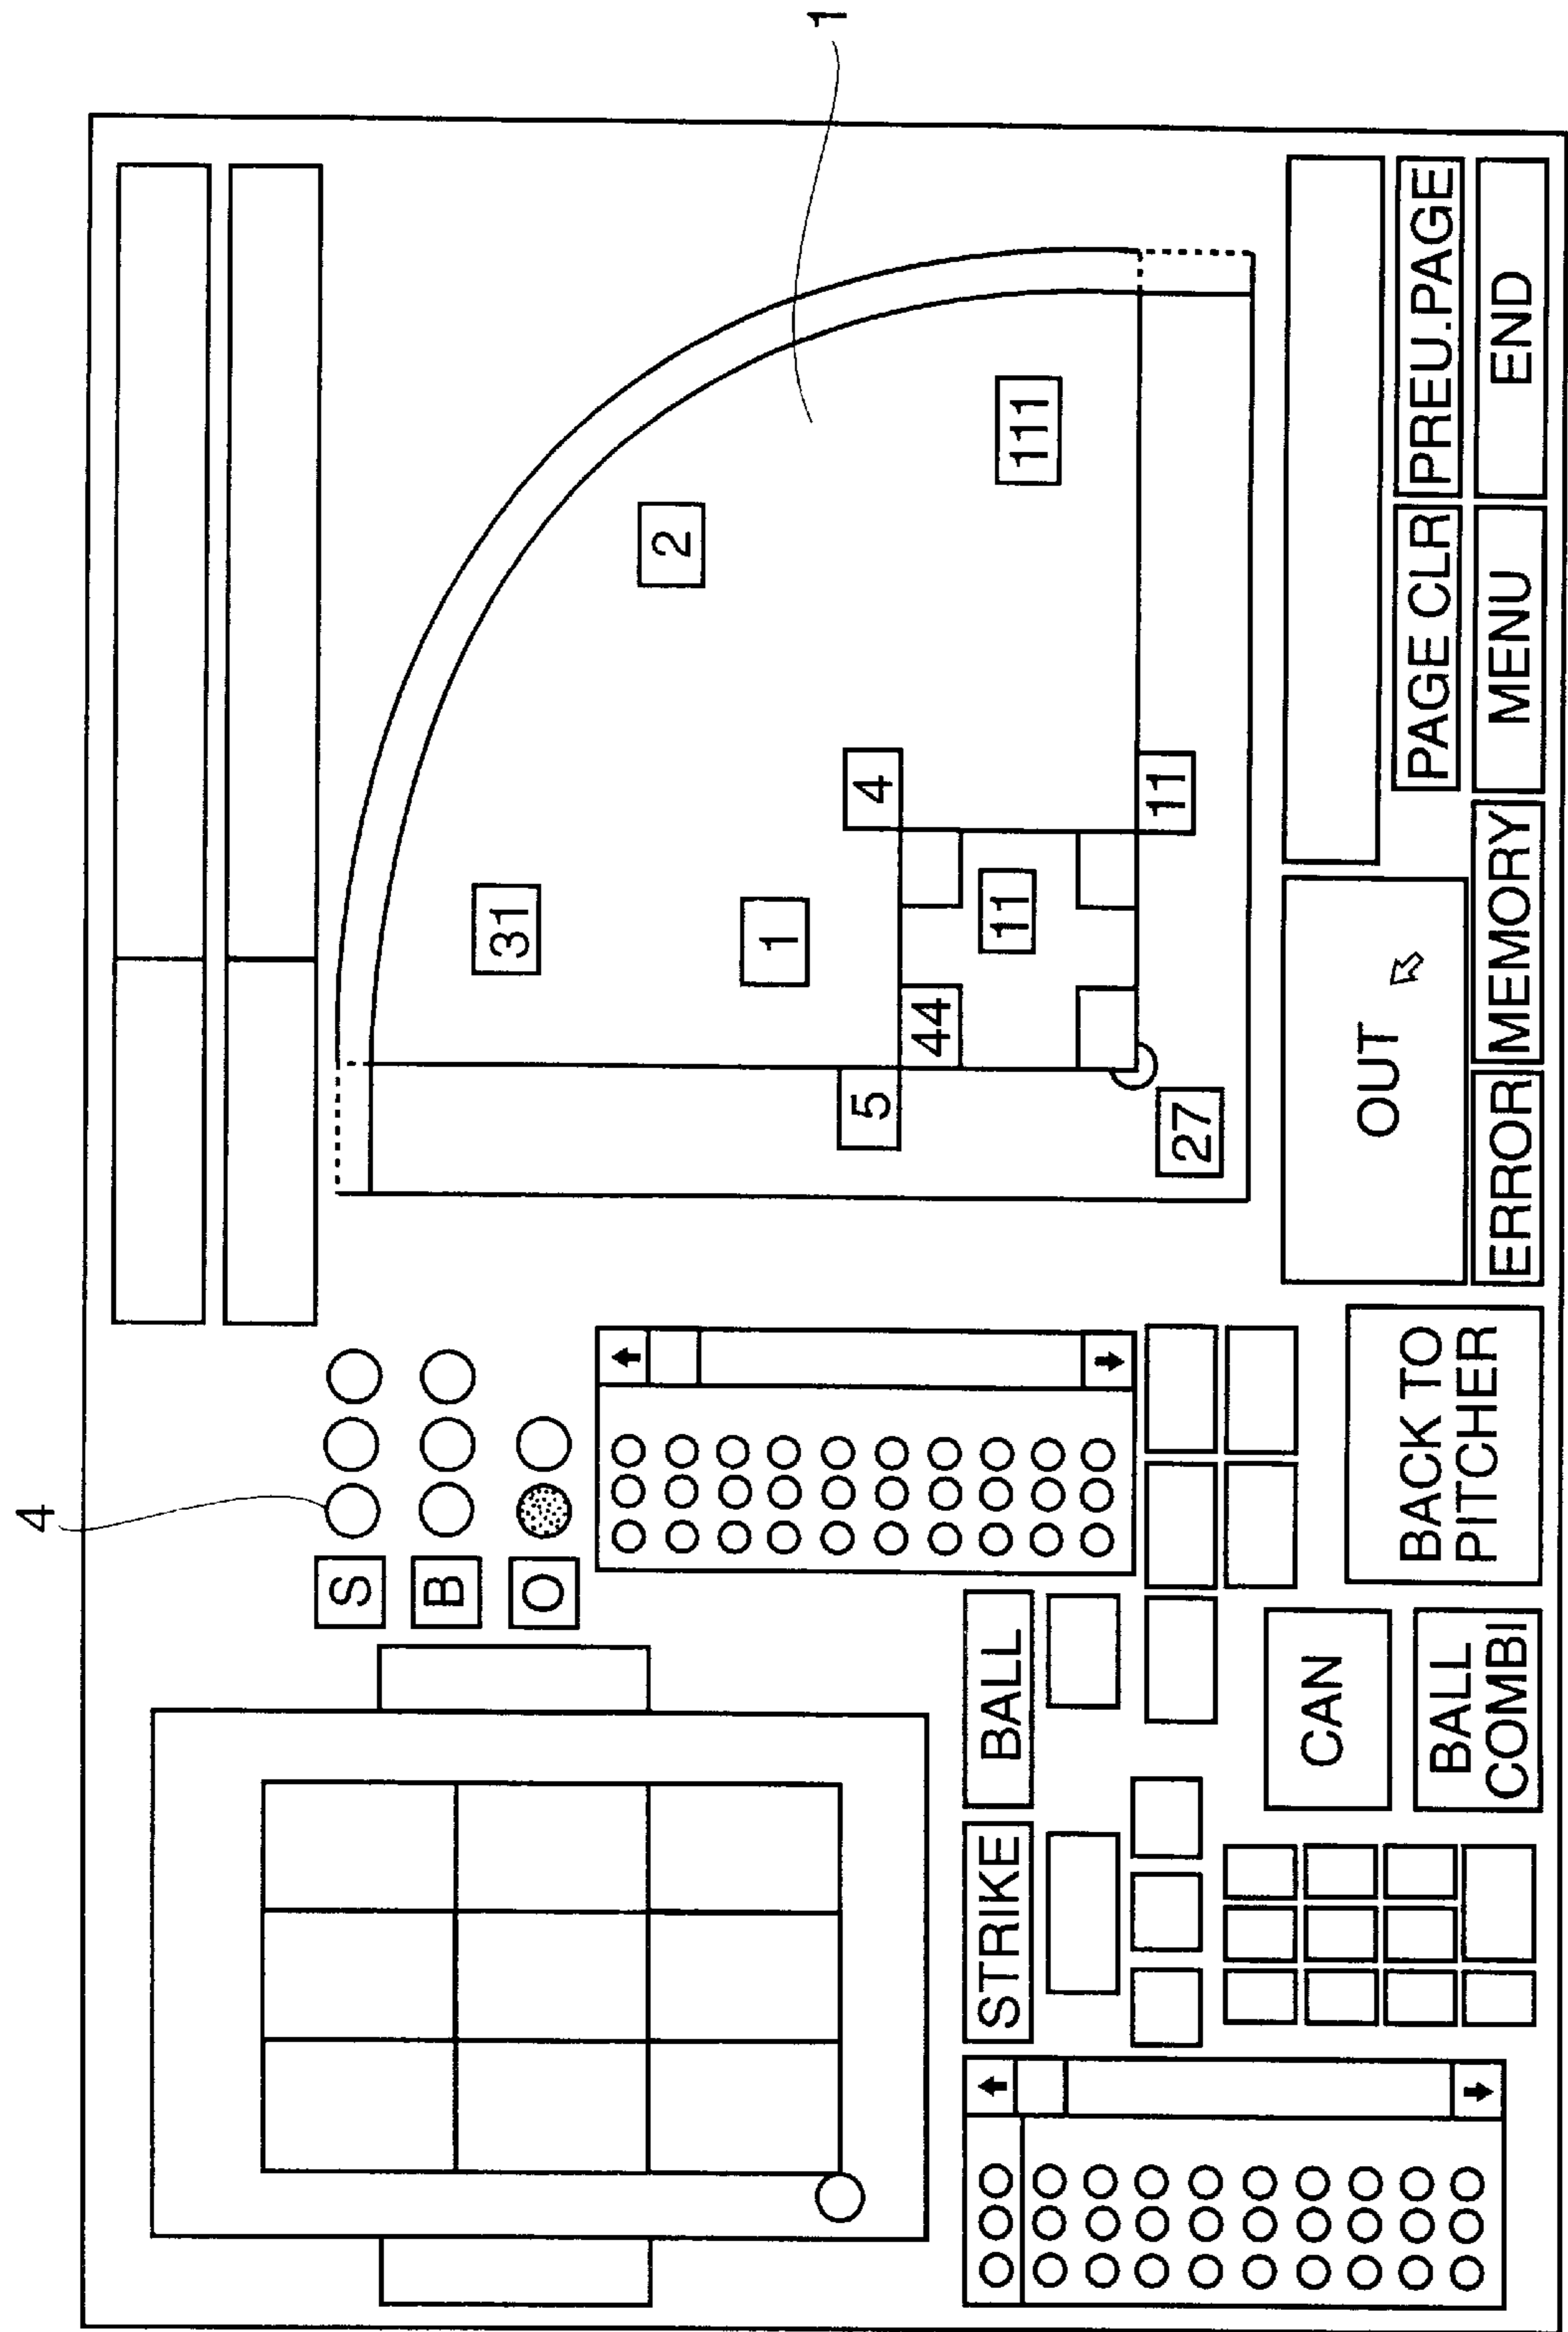 4
1
S
B
O
31
2
1
5
4
44
11
111
11
27
STRIKE
BALL
OUT
CAN
BACK TO
PITCHER
PAGE CLR
PREU.PAGE
BALL
COMBI
ERROR
MEMORY
MENU
END